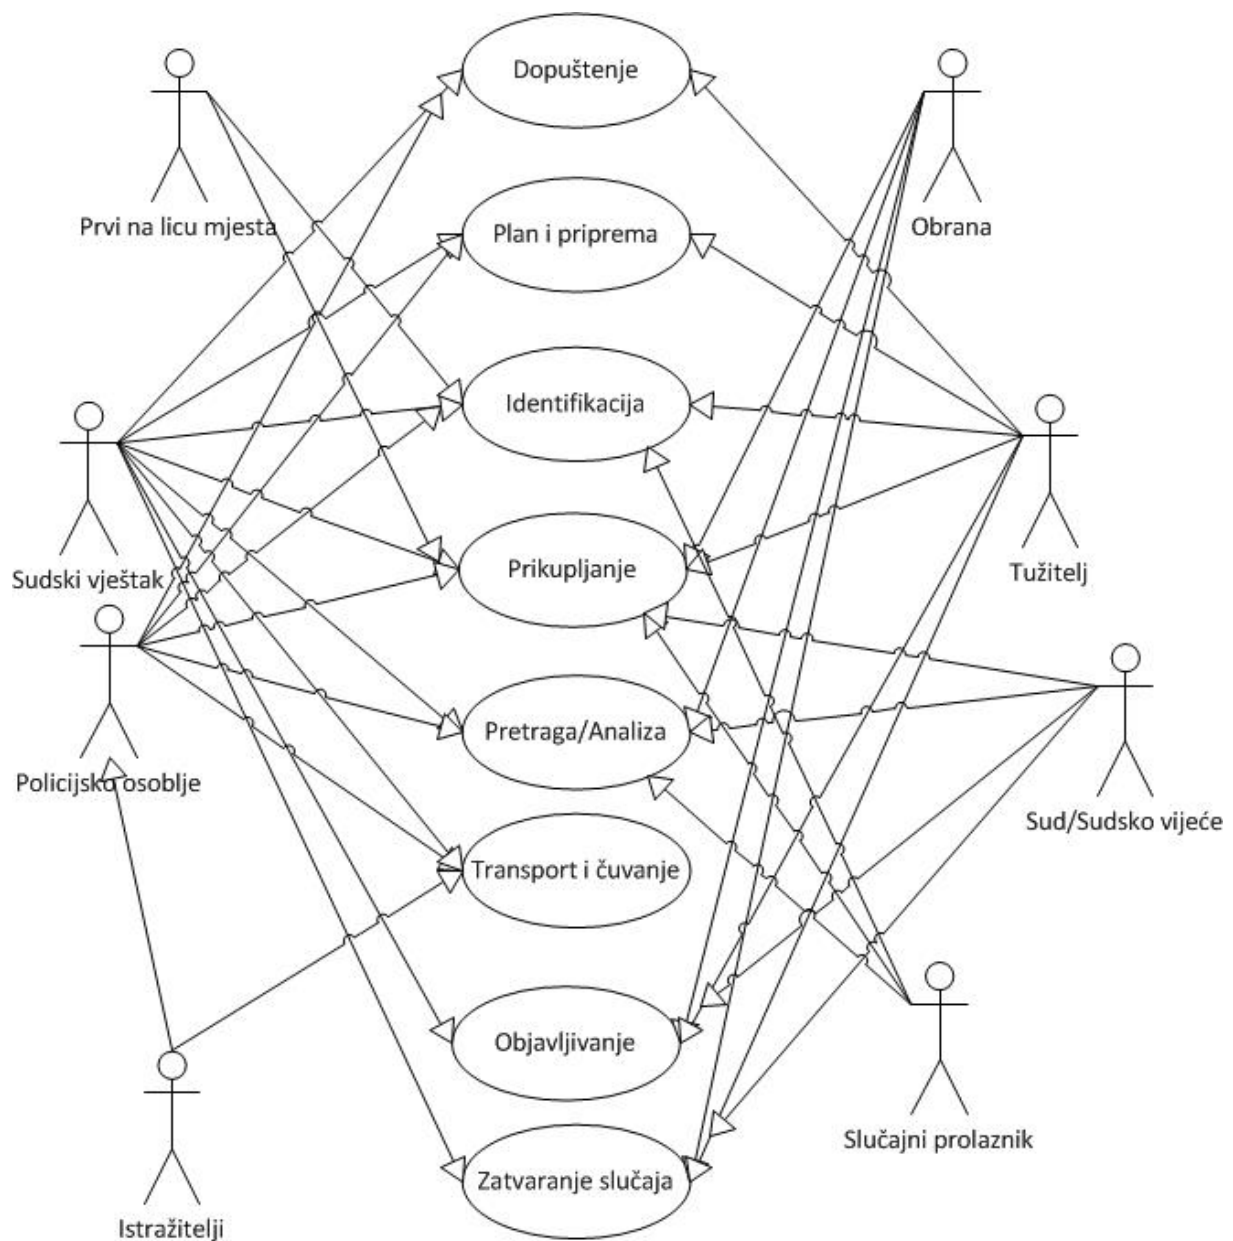 Dopuštenje
Prvi na licu mjesta
Plan i priprema
Obrana
Identifikacija
Sudski vještak
Prikupljanje
Tužitelj
Policijsko osoblje
Pretraga/Analiza
Sud/Sudsko vijeće
Transport i čuvanje
Objavljivanje
Slučajni prolaznik
Zatvaranje slučaja
Istražitelji